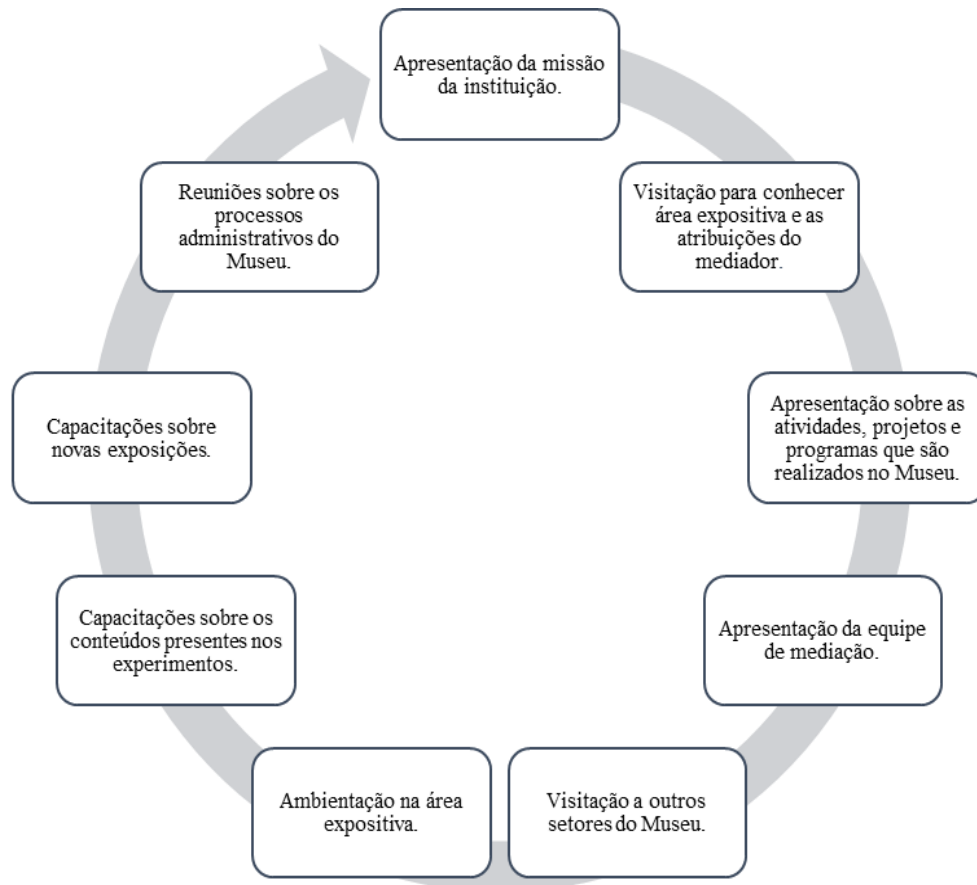 Apresentação da missão
da instituição.
Visitação para conhecer
área expositiva e as
atribuições do
mediador.
Apresentação sobre as
atividades, projetos e
programas que são
realizados no Museu.
Apresentação da equipe
de mediação.
Visitação a outros
setores do Museu.
Ambientação na área
expositiva.
Capacitações sobre os
conteúdos presentes nos
experimentos.
Capacitações sobre
novas exposições.
Reuniões sobre os
processos
administrativos do
Museu.